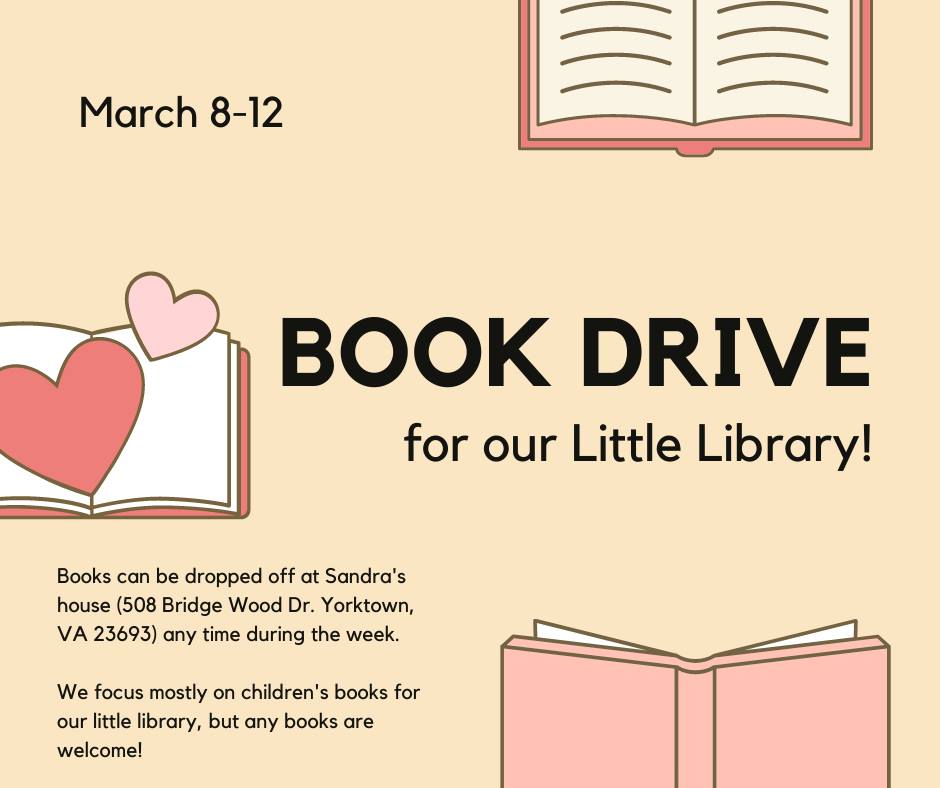 March 8-12
BOOK DRIVE
for our Little Library!
Books can be dropped off at Sandra's
house (508 Bridge Wood Dr. Yorktown,
VA 23693) any time during the week.
We focus mostly on children's books for
our little library, but any books are
welcome!